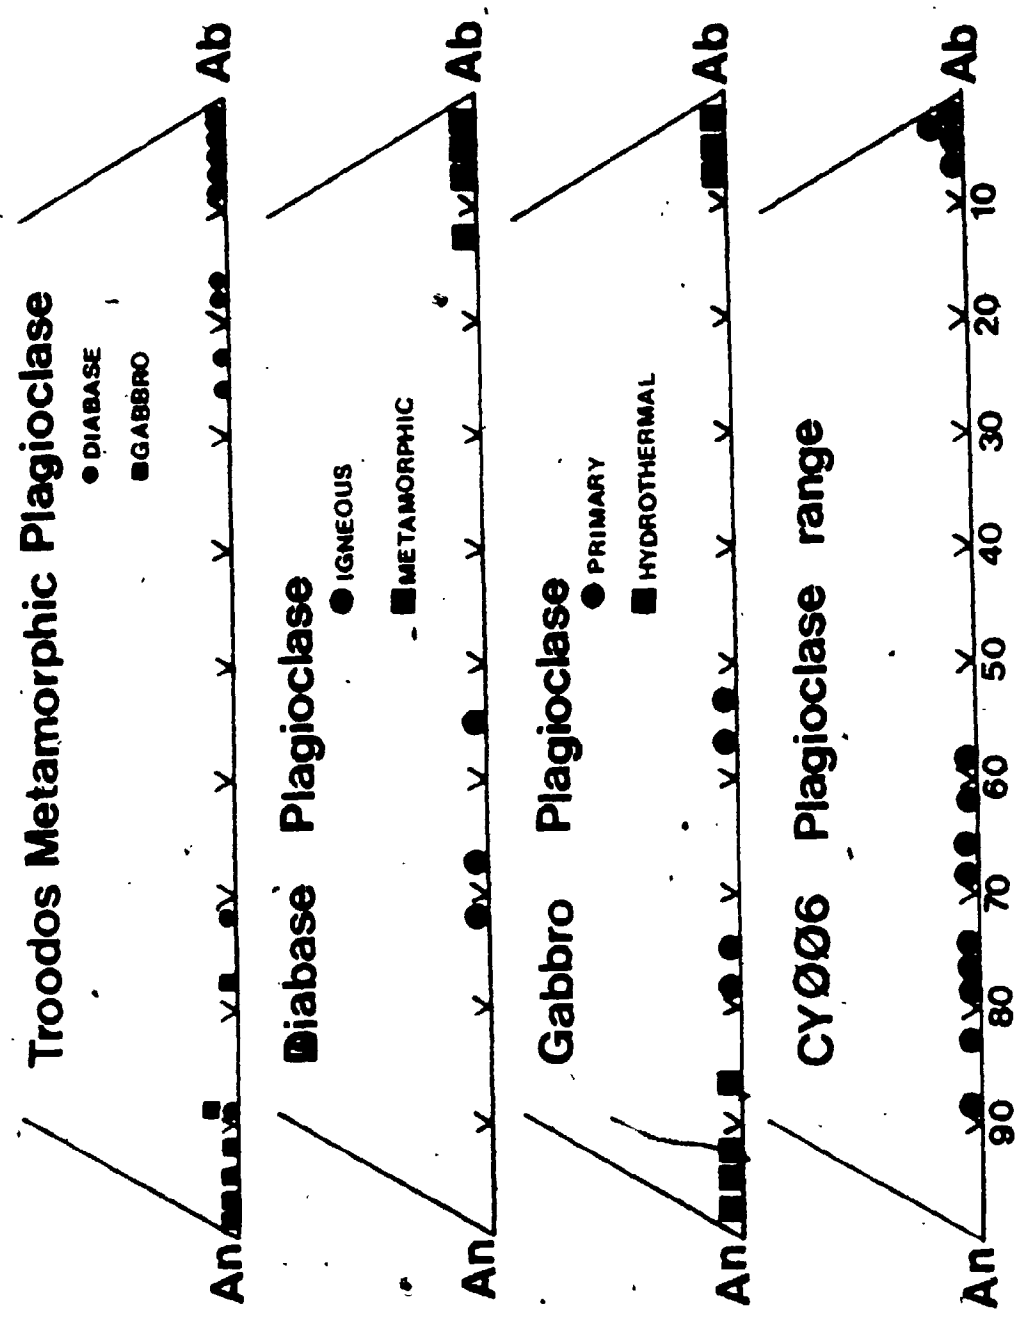 Troodos Metamorphic Plagioclase
DIABASE
GABBRO
An Ab
Diabase Plagioclase
IGNEOUS
METAMORPHIC
An Ab
Gabbro Plagioclase
PRIMARY
HYDROTHERMAL
An Ab
CYØØ6 Plagioclase range
An Ab
90 80 70 60 50 40 30 20 10